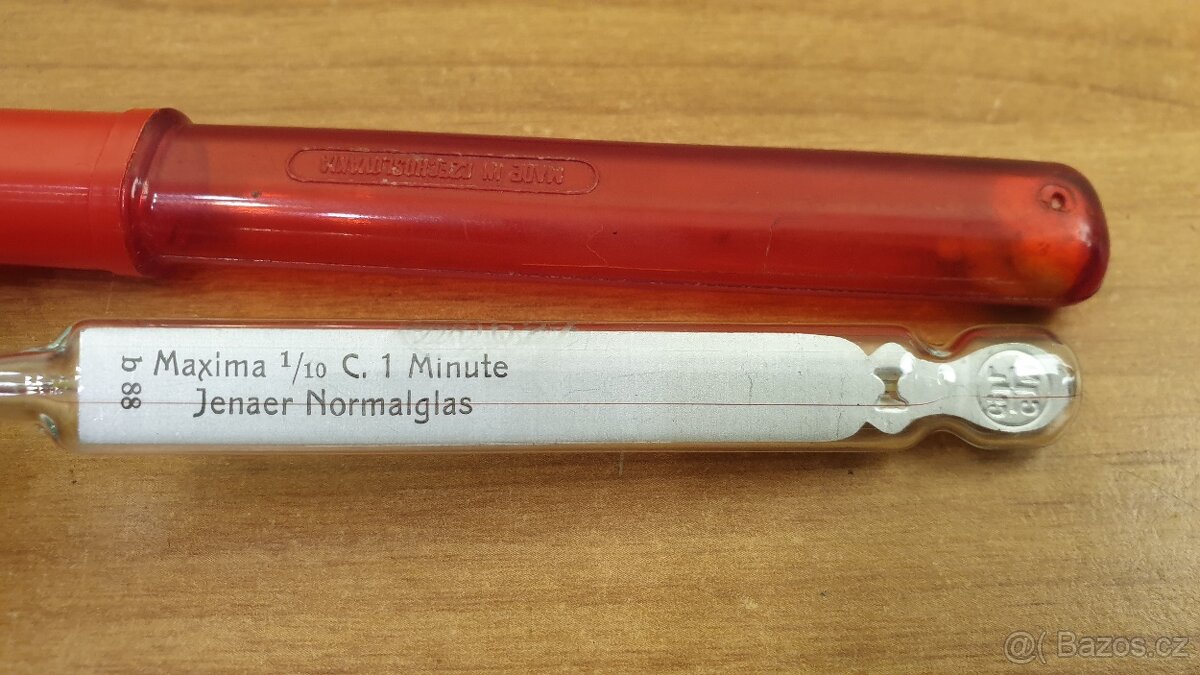 MADE IN CZECHOSLOVAKIA
b 88
Maxima 1/10 C. 1 Minute
Jenaer Normalglas
@( Bazos.cz